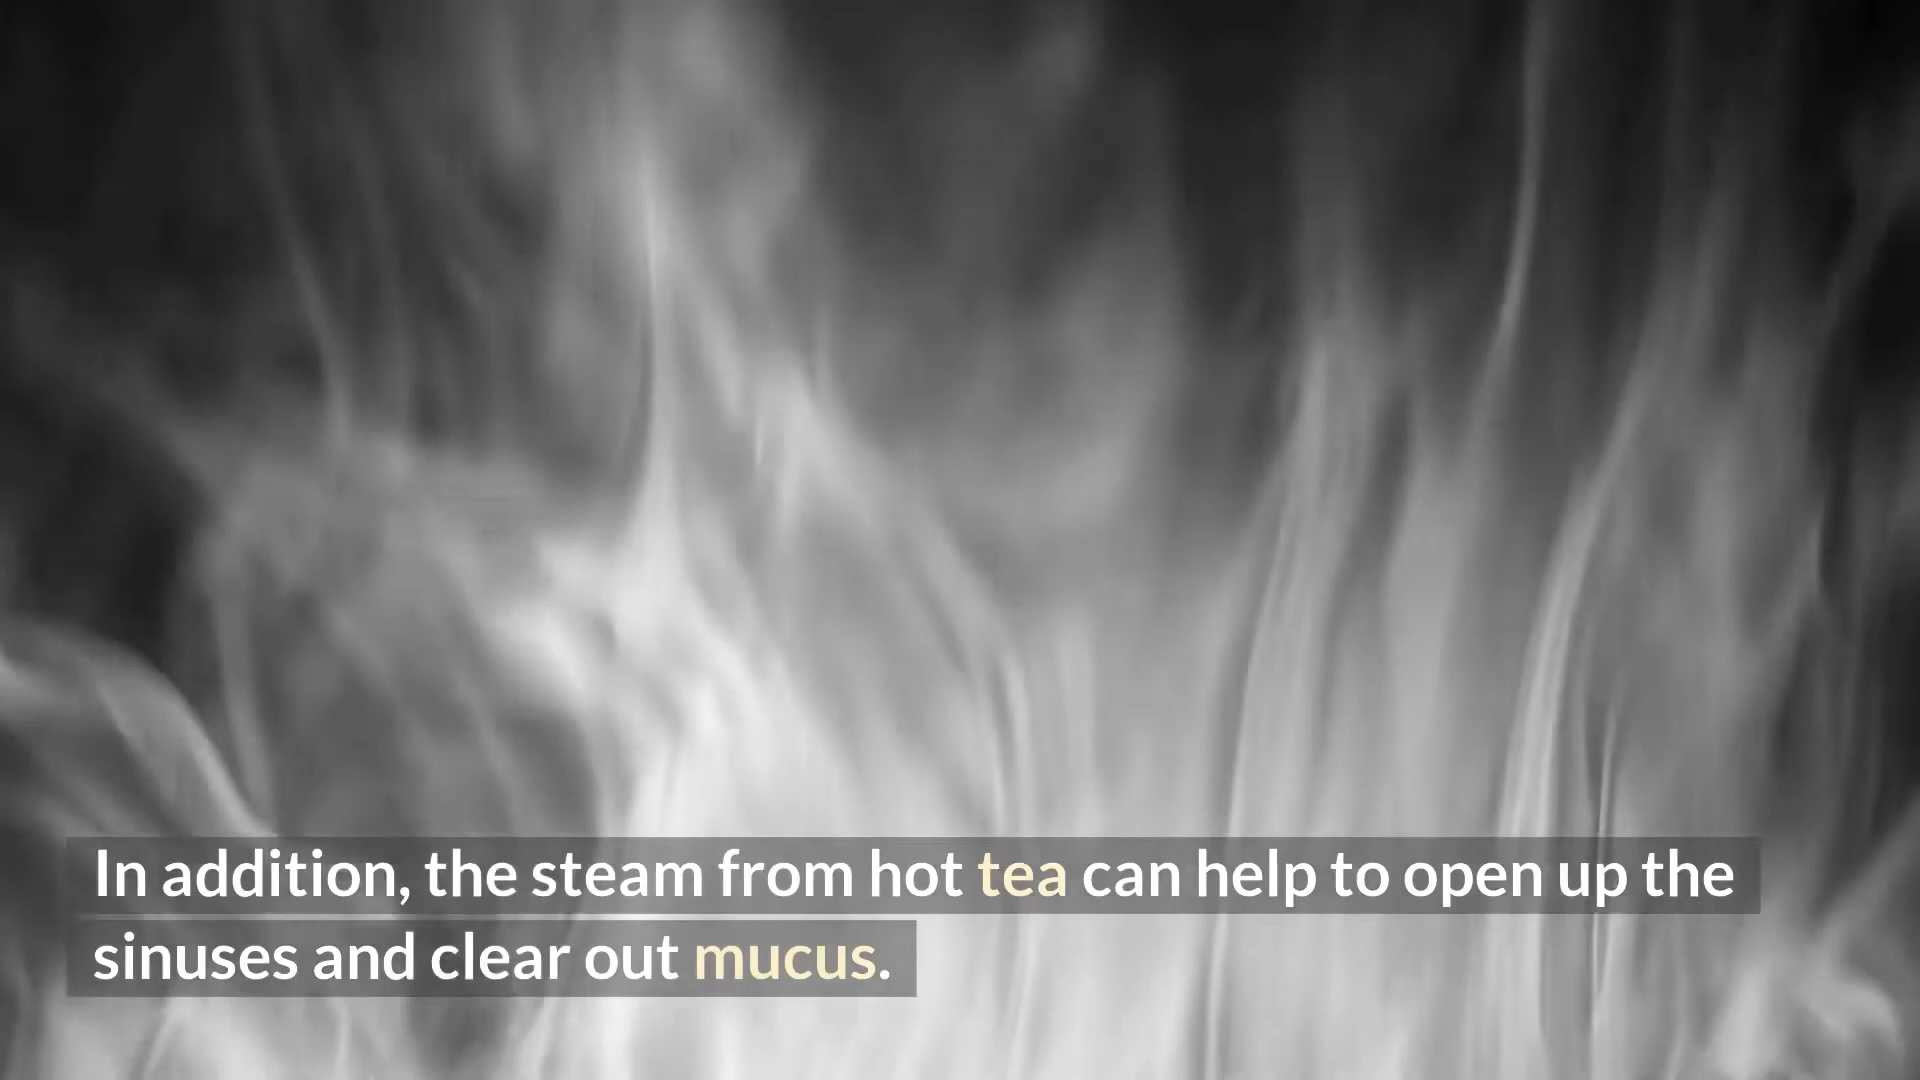 In addition, the steam from hot tea can help to open up the
sinuses and clear out mucus.